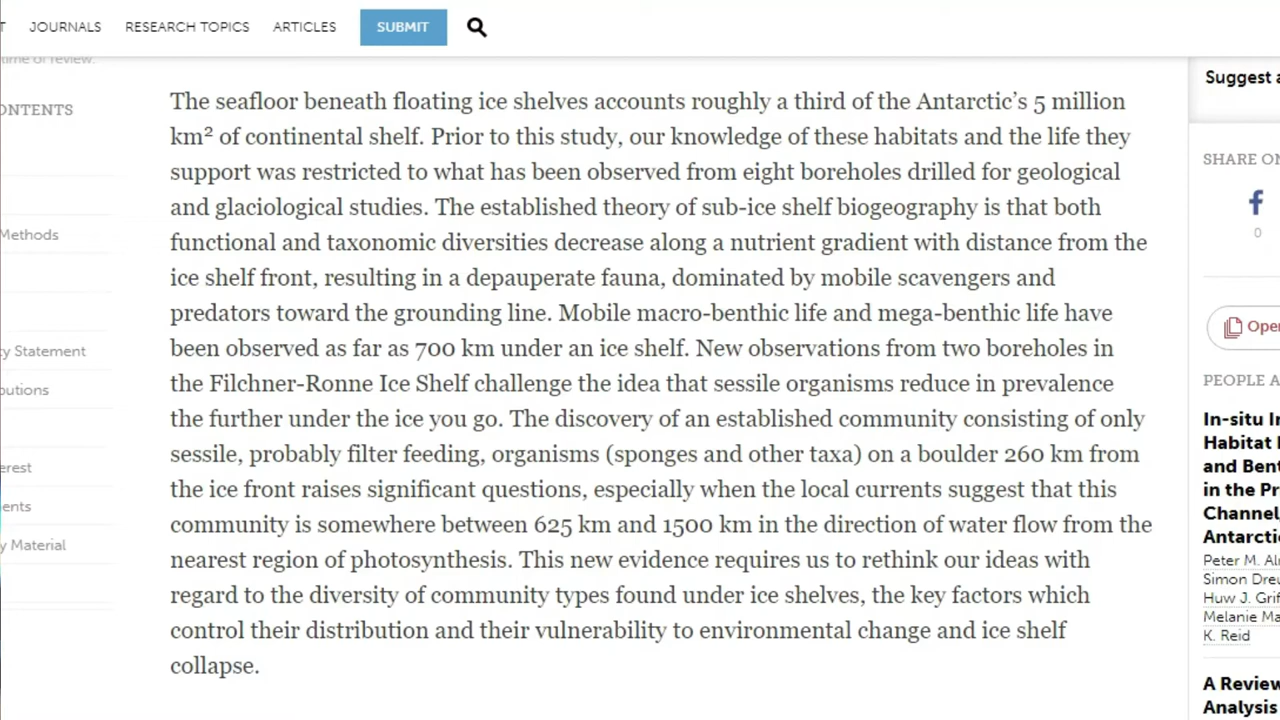 JOURNALS RESEARCH TOPICS ARTICLES SUBMIT
time of review.
ONTENTS
Methods
y Statement
butions
erest
ents
y Material
The seafloor beneath floating ice shelves accounts roughly a third of the Antarctic’s 5 million
km² of continental shelf. Prior to this study, our knowledge of these habitats and the life they
support was restricted to what has been observed from eight boreholes drilled for geological
and glaciological studies. The established theory of sub-ice shelf biogeography is that both
functional and taxonomic diversities decrease along a nutrient gradient with distance from the
ice shelf front, resulting in a depauperate fauna, dominated by mobile scavengers and
predators toward the grounding line. Mobile macro-benthic life and mega-benthic life have
been observed as far as 700 km under an ice shelf. New observations from two boreholes in
the Filchner-Ronne Ice Shelf challenge the idea that sessile organisms reduce in prevalence
the further under the ice you go. The discovery of an established community consisting of only
sessile, probably filter feeding, organisms (sponges and other taxa) on a boulder 260 km from
the ice front raises significant questions, especially when the local currents suggest that this
community is somewhere between 625 km and 1500 km in the direction of water flow from the
nearest region of photosynthesis. This new evidence requires us to rethink our ideas with
regard to the diversity of community types found under ice shelves, the key factors which
control their distribution and their vulnerability to environmental change and ice shelf
collapse.
Suggest a
SHARE ON
f
0
Open
PEOPLE A
In-situ In
Habitat
and Bent
in the Pr
Channel,
Antarctic
Peter M. Al
Simon Dreu
Huw J. Grif
Melanie Ma
K. Reid
A Review
Analysis